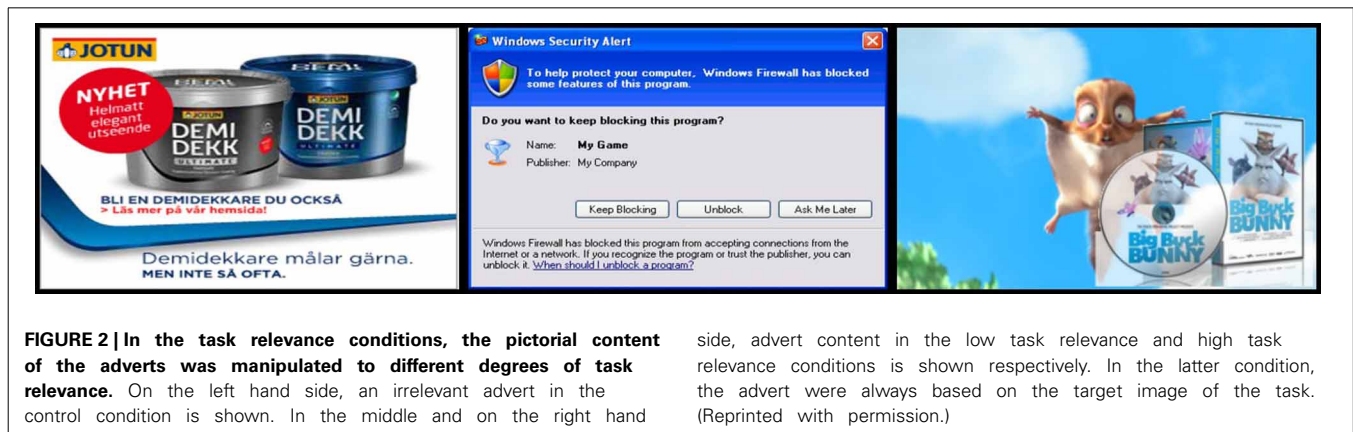 JOTUN
NYHET
Helmatt
elegant
utseende
DEMI
DEKK
ULTIMATE
DEMI
DEKK
ULTIMATE
BLI EN DEMIDEKKARE DU OCKSÅ
> Läs mer på vår hemsida!
Demidekkare målar gärna.
MEN INTE SÅ OFTA.
Windows Security Alert
To help protect your computer, Windows Firewall has blocked
some features of this program.
Do you want to keep blocking this program?
Name: My Game
Publisher: My Company
Keep Blocking Unblock Ask Me Later
Windows Firewall has blocked this program from accepting connections from the
Internet or a network. If you recognize the program or trust the publisher, you can
unblock it. When should I unblock a program?
Big Buck
BUNNY
Big Buck
BUNNY
FIGURE 2 | In the task relevance conditions, the pictorial content
of the adverts was manipulated to different degrees of task
relevance. On the left hand side, an irrelevant advert in the
control condition is shown. In the middle and on the right hand
side, advert content in the low task relevance and high task
relevance conditions is shown respectively. In the latter condition,
the advert were always based on the target image of the task.
(Reprinted with permission.)